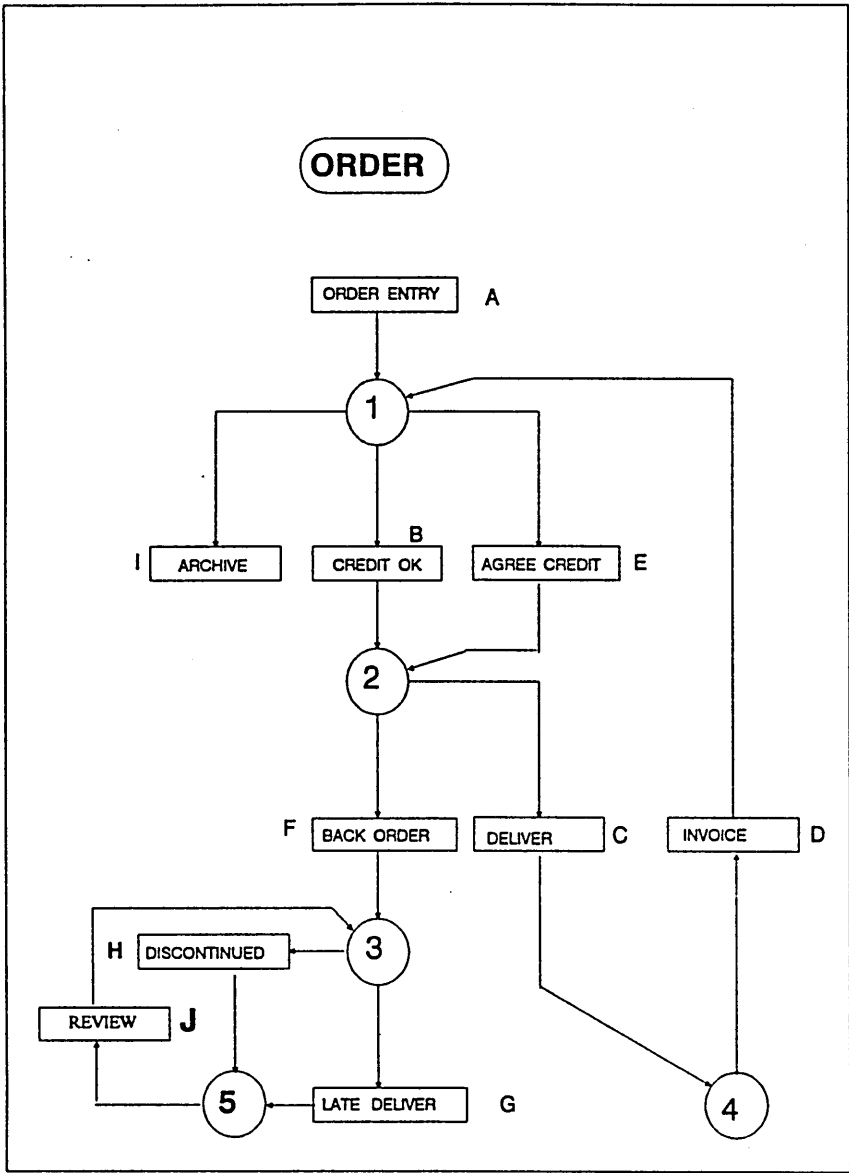 ORDER
ORDER ENTRY A
1
B
I ARCHIVE CREDIT OK AGREE CREDIT E
2
F BACK ORDER DELIVER C INVOICE D
3
H DISCONTINUED
REVIEW J
5 LATE DELIVER G 4